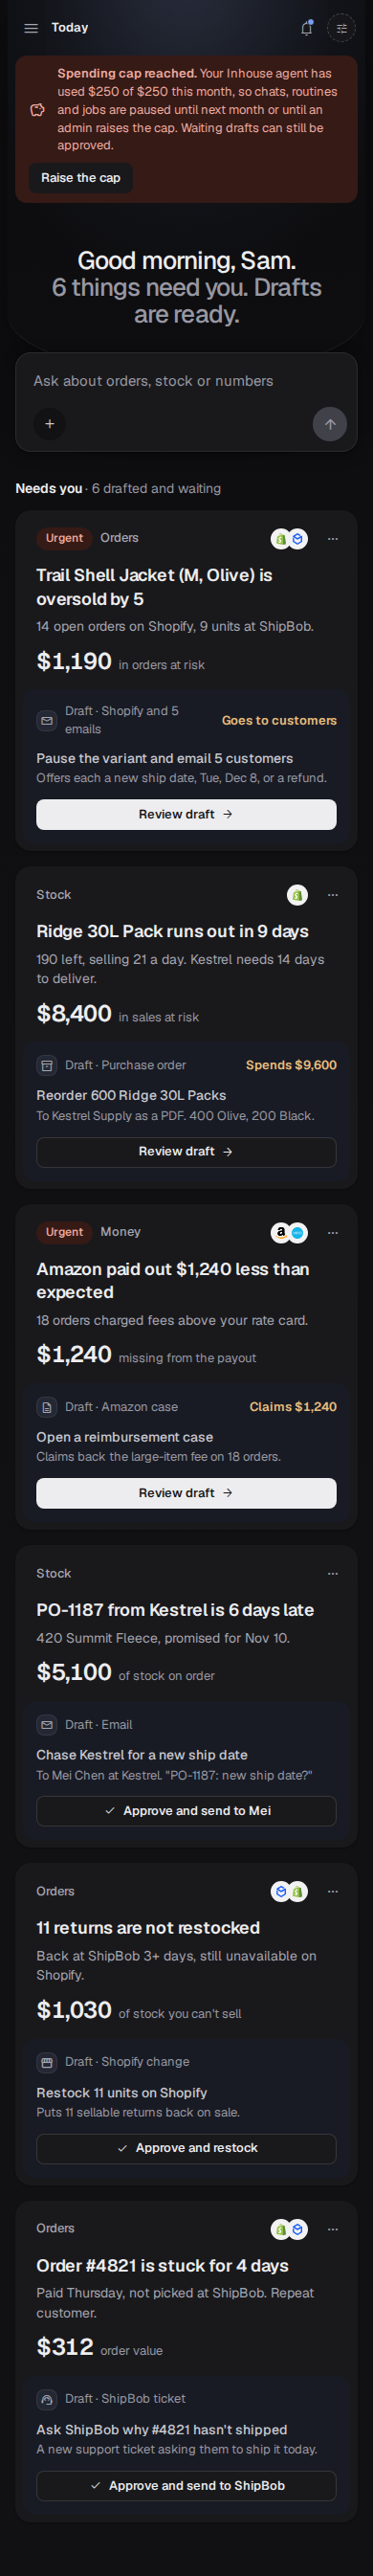 Today
Spending cap reached. Your Inhouse agent has
used $250 of $250 this month, so chats, routines
and jobs are paused until next month or until an
admin raises the cap. Waiting drafts can still be
approved.
Raise the cap
Good morning, Sam.
6 things need you. Drafts
are ready.
Ask about orders, stock or numbers
Needs you · 6 drafted and waiting
Urgent Orders
Trail Shell Jacket (M, Olive) is
oversold by 5
14 open orders on Shopify, 9 units at ShipBob.
$1,190 in orders at risk
Draft · Shopify and 5
emails
Goes to customers
Pause the variant and email 5 customers
Offers each a new ship date, Tue, Dec 8, or a refund.
Review draft →
Stock
Ridge 30L Pack runs out in 9 days
190 left, selling 21 a day. Kestrel needs 14 days
to deliver.
$8,400 in sales at risk
Draft · Purchase order Spends $9,600
Reorder 600 Ridge 30L Packs
To Kestrel Supply as a PDF. 400 Olive, 200 Black.
Review draft →
Urgent Money
Amazon paid out $1,240 less than
expected
18 orders charged fees above your rate card.
$1,240 missing from the payout
Draft · Amazon case Claims $1,240
Open a reimbursement case
Claims back the large-item fee on 18 orders.
Review draft →
Stock
PO-1187 from Kestrel is 6 days late
420 Summit Fleece, promised for Nov 10.
$5,100 of stock on order
Draft · Email
Chase Kestrel for a new ship date
To Mei Chen at Kestrel. "PO-1187: new ship date?"
Approve and send to Mei
Orders
11 returns are not restocked
Back at ShipBob 3+ days, still unavailable on
Shopify.
$1,030 of stock you can't sell
Draft · Shopify change
Restock 11 units on Shopify
Puts 11 sellable returns back on sale.
Approve and restock
Orders
Order #4821 is stuck for 4 days
Paid Thursday, not picked at ShipBob. Repeat
customer.
$312 order value
Draft · ShipBob ticket
Ask ShipBob why #4821 hasn't shipped
A new support ticket asking them to ship it today.
Approve and send to ShipBob